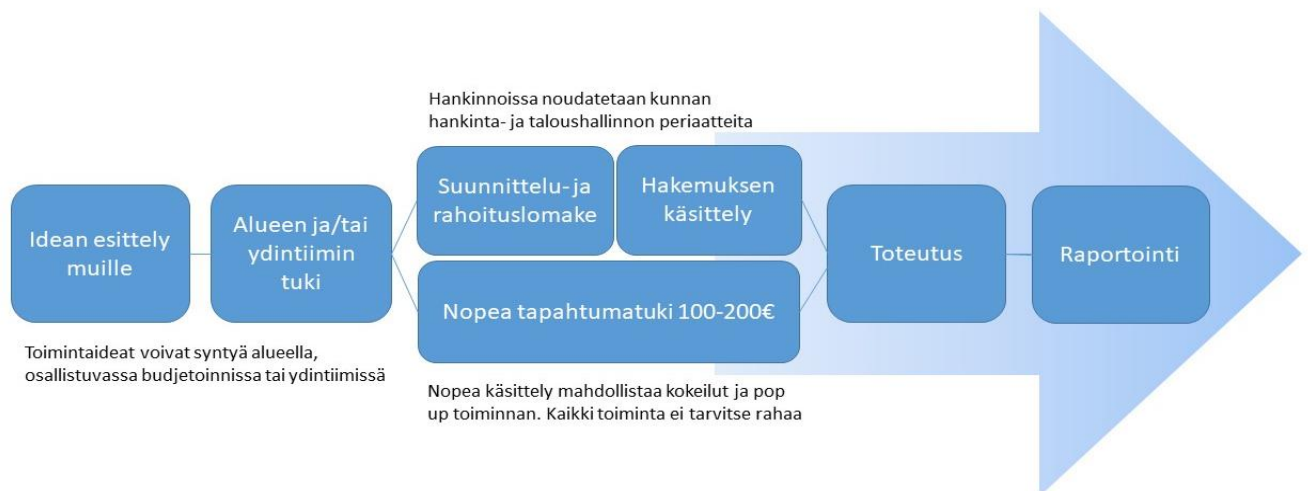 Hankinnoissa noudatetaan kunnan
hankinta- ja taloushallinnon periaatteita
Idean esittely
muille
Alueen ja/tai
ydintiimin
tuki
Suunnittelu- ja
rahoituslomake
Hakemuksen
käsittely
Nopea tapahtumatuki 100-200€
Toteutus
Raportointi
Toimintaideat voivat syntyä alueella,
osallistuvassa budjetoinnissa tai ydintiimissä
Nopea käsittely mahdollistaa kokeilut ja pop
up toiminnan. Kaikki toiminta ei tarvitse rahaa